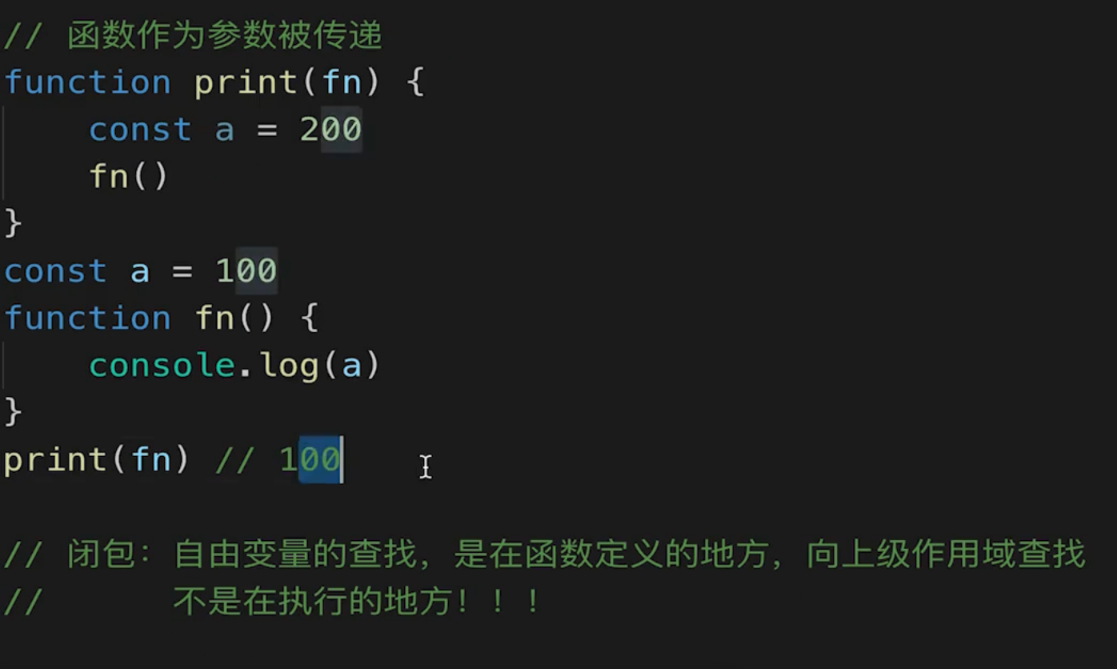 // 函数作为参数被传递
function print(fn) {
    const a = 200
    fn()
}
const a = 100
function fn() {
    console.log(a)
}
print(fn) // 100
// 闭包：自由变量的查找，是在函数定义的地方，向上级作用域查找
//      不是在执行的地方！！！